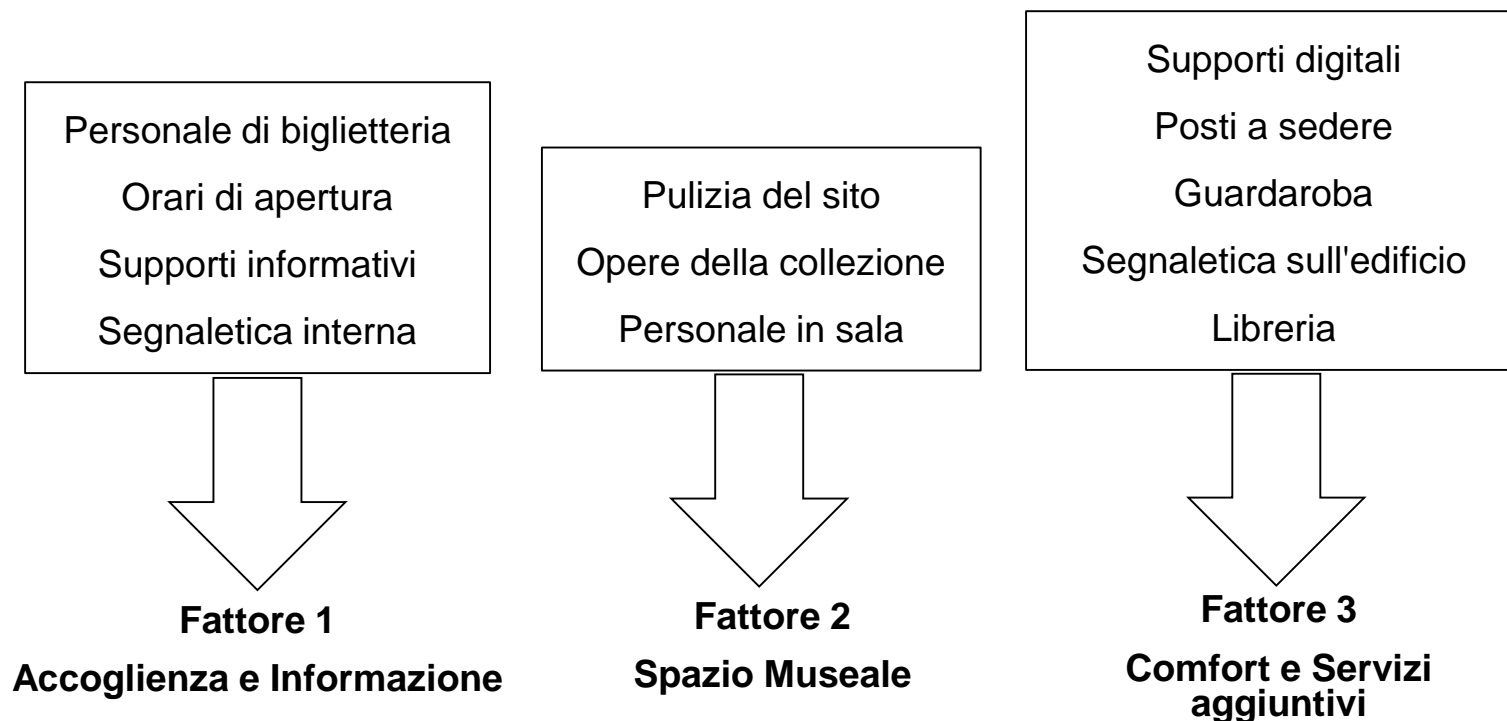 Personale di biglietteria
Orari di apertura
Supporti informativi
Segnaletica interna
Fattore 1
Accoglienza e Informazione
Pulizia del sito
Opere della collezione
Personale in sala
Fattore 2
Spazio Museale
Supporti digitali
Posti a sedere
Guardaroba
Segnaletica sull'edificio
Libreria
Fattore 3
Comfort e Servizi
aggiuntivi